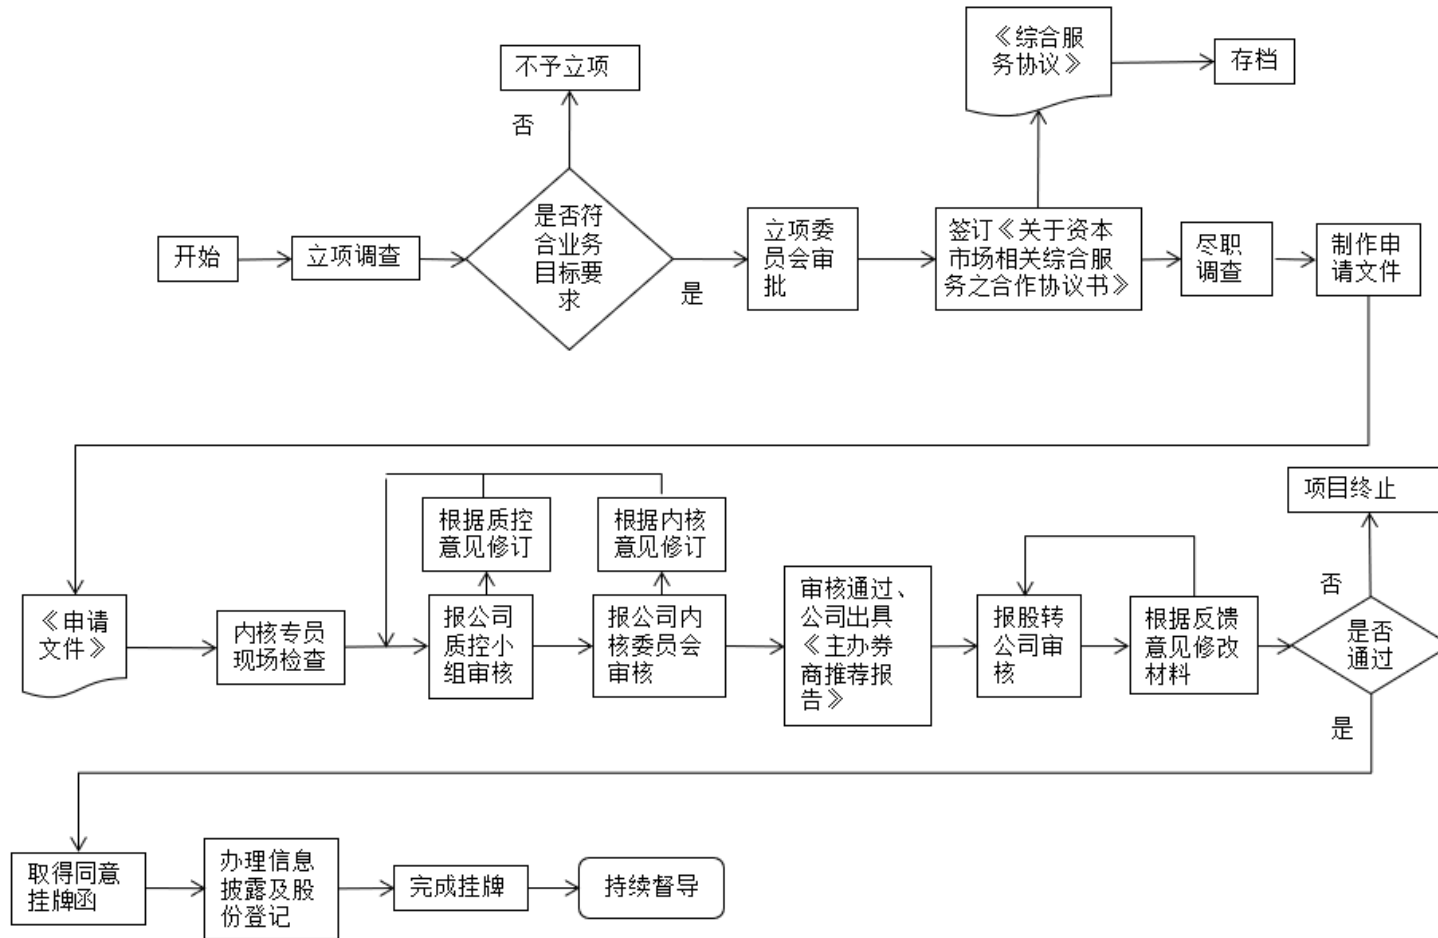 不予立项
《综合服
务协议》
存档
否
是否符
合业务
目标要
求
是
开始
立项调查
立项委
员会审
批
签订《关于资本
市场相关综合服
务之合作协议书》
尽职
调查
制作申
请文件
根据质控
意见修订
根据内核
意见修订
项目终止
《申请
文件》
内核专员
现场检查
报公司
质控小
组审核
报公司内
核委员会
审核
审核通过、
公司出具
《主办券
商推荐报
告》
报股转
公司审
核
根据反馈
意见修改
材料
否
是否
通过
是
取得同意
挂牌函
办理信息
披露及股
份登记
完成挂牌
持续督导